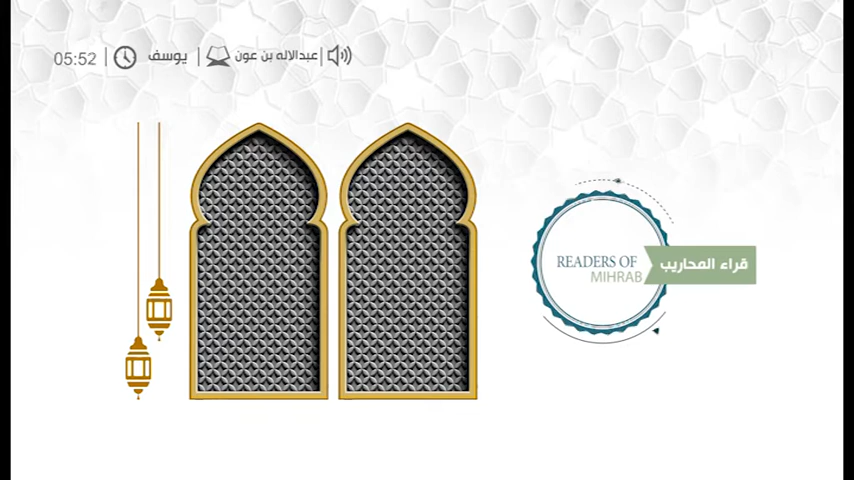 عبدالاله بن عون | يوسف | 05:52
READERS OF
MIHRAB
قراء المحاريب